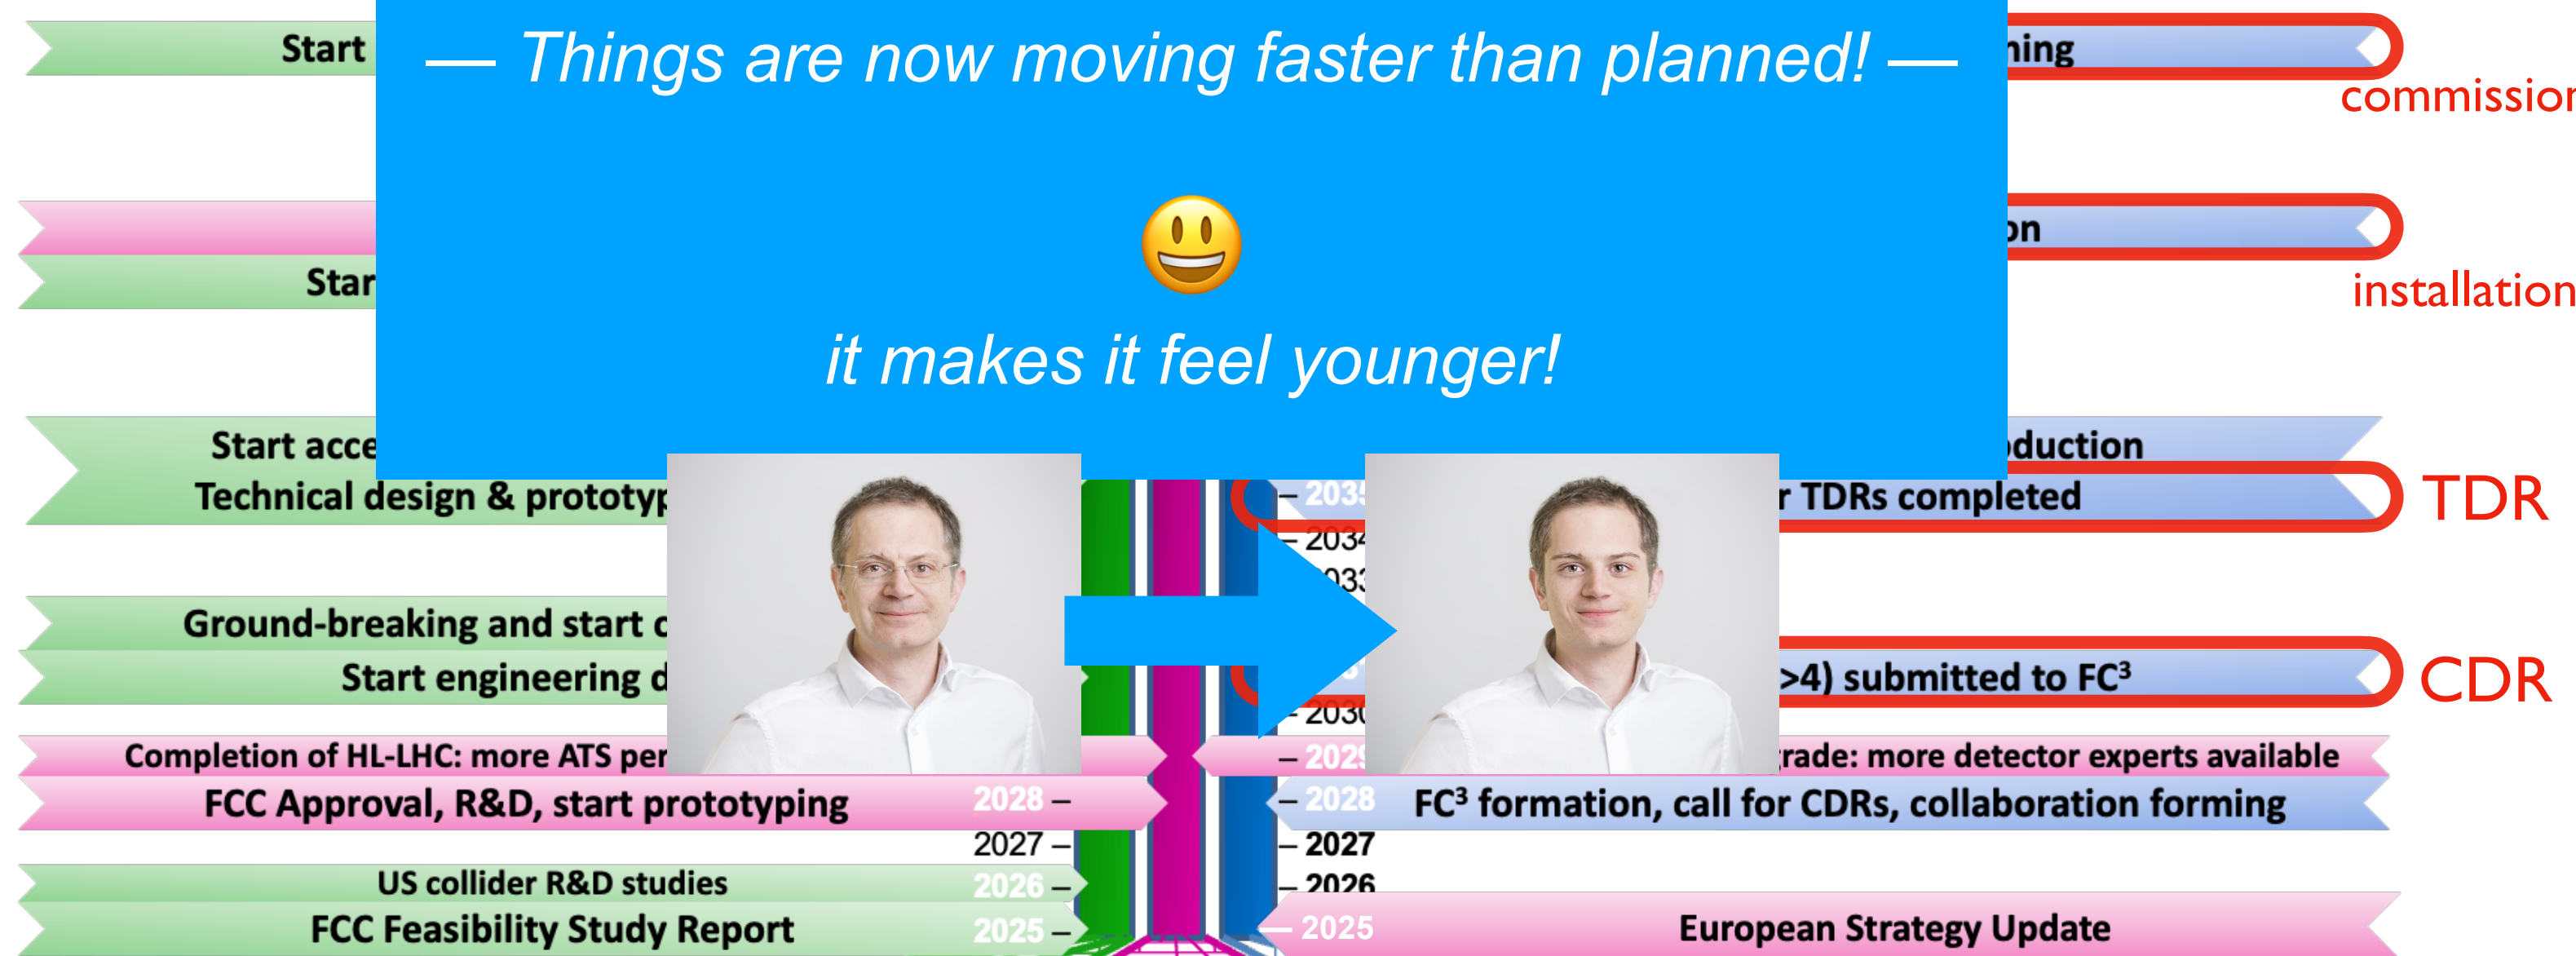 — Things are now moving faster than planned! —
it makes it feel younger!
Start
ning
commission
on
installation
Star
Start acce
duction
Technical design & prototyp
2035
r TDRs completed
TDR
2034
033
Ground-breaking and start c
Start engineering d
>4) submitted to FC³
CDR
2030
Completion of HL-LHC: more ATS per
2029
rade: more detector experts available
FCC Approval, R&D, start prototyping
2028 –
– 2028
FC³ formation, call for CDRs, collaboration forming
2027 –
– 2027
US collider R&D studies
2026 –
– 2026
FCC Feasibility Study Report
2025 –
— 2025
European Strategy Update